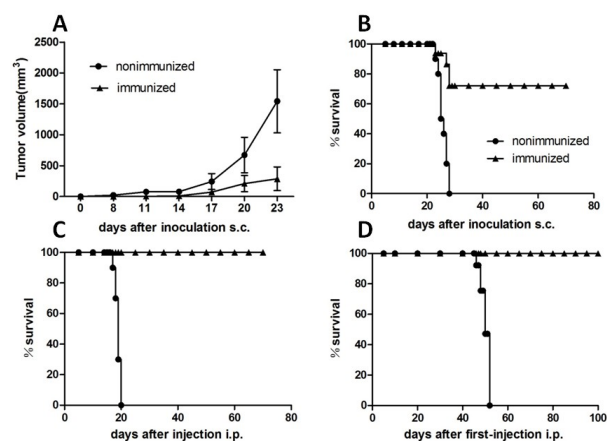 A
2500
2000
1500
1000
500
0
Tumor volume(mm3)
nonimmunized
immunized
0 8 11 14 17 20 23
days after inoculation s.c.
B
100
80
60
40
20
0
% survival
nonimmunized
immunized
0 20 40 60 80
days after inoculation s.c.
C
100
80
60
40
20
0
% survival
0 20 40 60 80
days after injection i.p.
D
100
80
60
40
20
0
% survival
0 20 40 60 80 100
days after first-injection i.p.